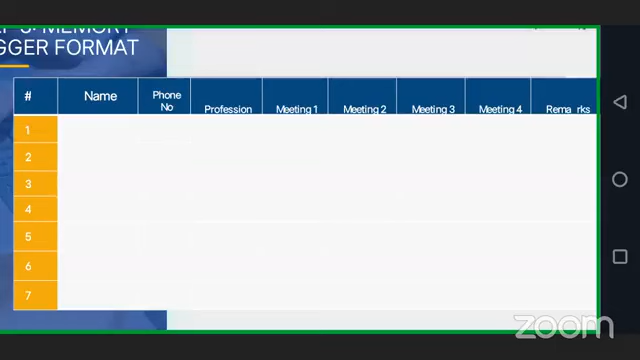 MEMORY
GGER FORMAT
# Name Phone No Profession Meeting 1 Meeting 2 Meeting 3 Meeting 4 Rema rks
1
2
3
4
5
6
7
zoom